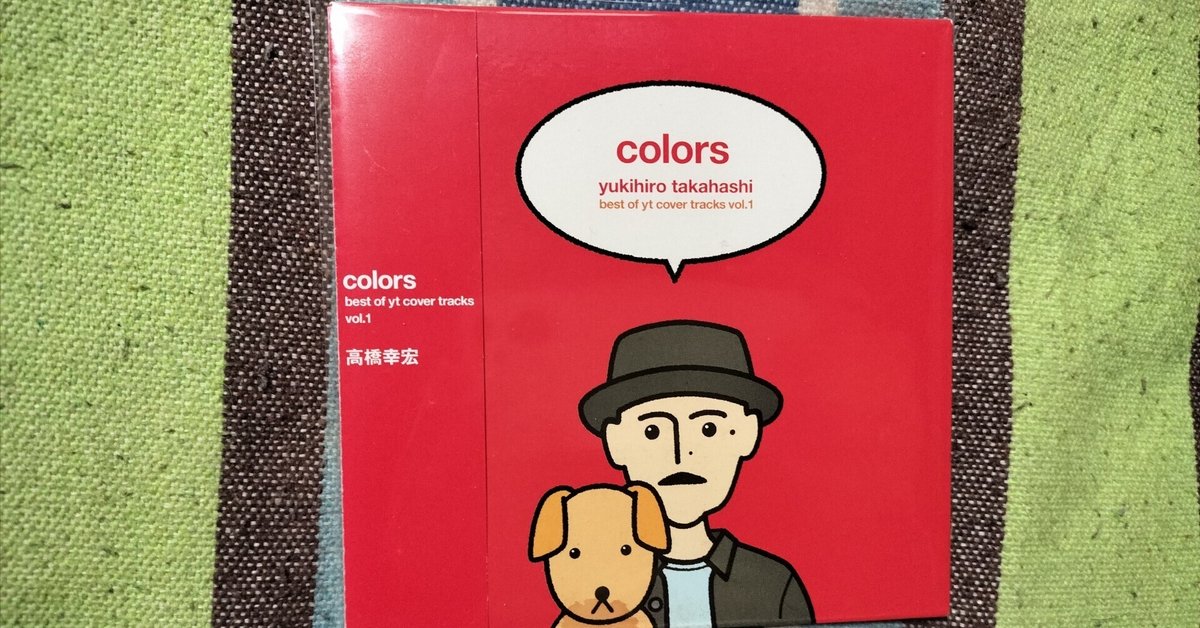 colors
yukihiro takahashi
best of yt cover tracks vol.1
colors
best of yt cover tracks
vol.1
高橋幸宏